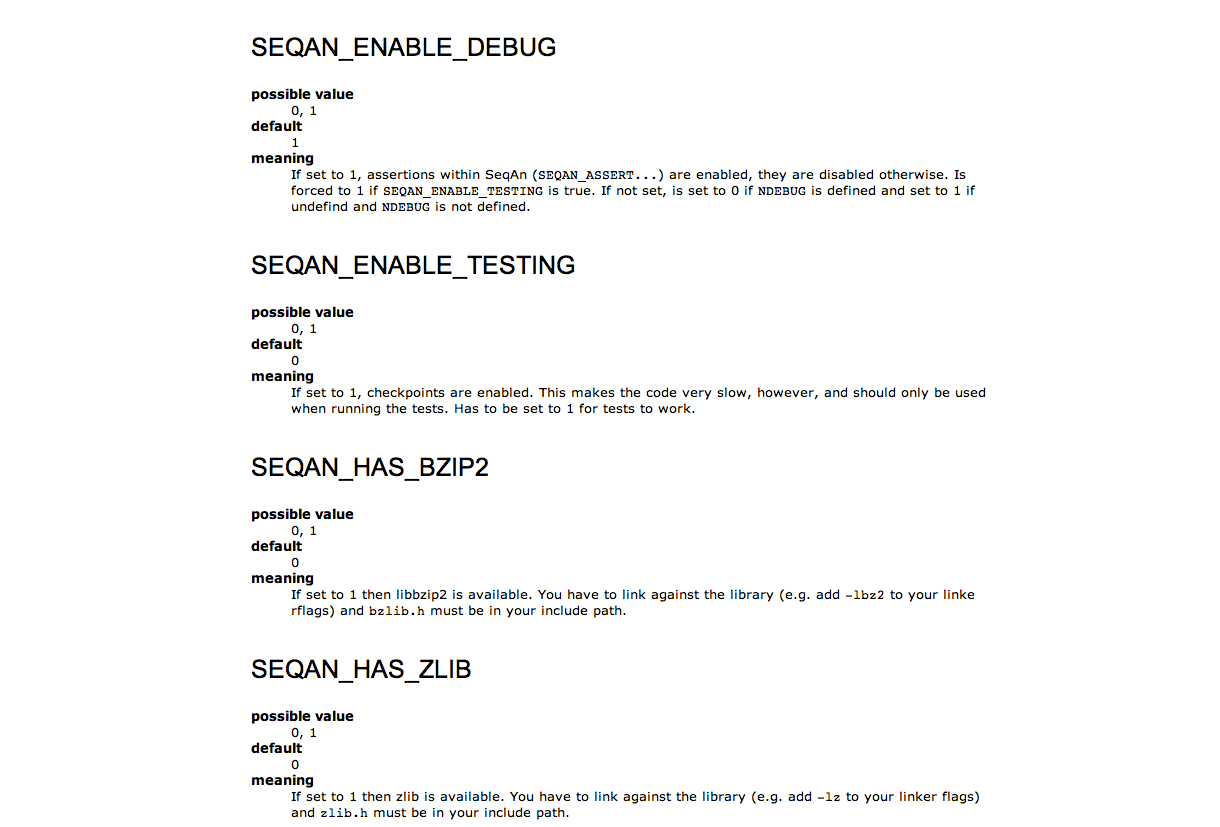 SEQAN_ENABLE_DEBUG
possible value
0, 1
default
1
meaning
If set to 1, assertions within SeqAn (SEQAN_ASSERT...) are enabled, they are disabled otherwise. Is
forced to 1 if SEQAN_ENABLE_TESTING is true. If not set, is set to 0 if NDEBUG is defined and set to 1 if
undefind and NDEBUG is not defined.
SEQAN_ENABLE_TESTING
possible value
0, 1
default
0
meaning
If set to 1, checkpoints are enabled. This makes the code very slow, however, and should only be used
when running the tests. Has to be set to 1 for tests to work.
SEQAN_HAS_BZIP2
possible value
0, 1
default
0
meaning
If set to 1 then libbzip2 is available. You have to link against the library (e.g. add -lbz2 to your linke
rflags) and bzlib.h must be in your include path.
SEQAN_HAS_ZLIB
possible value
0, 1
default
0
meaning
If set to 1 then zlib is available. You have to link against the library (e.g. add -lz to your linker flags)
and zlib.h must be in your include path.